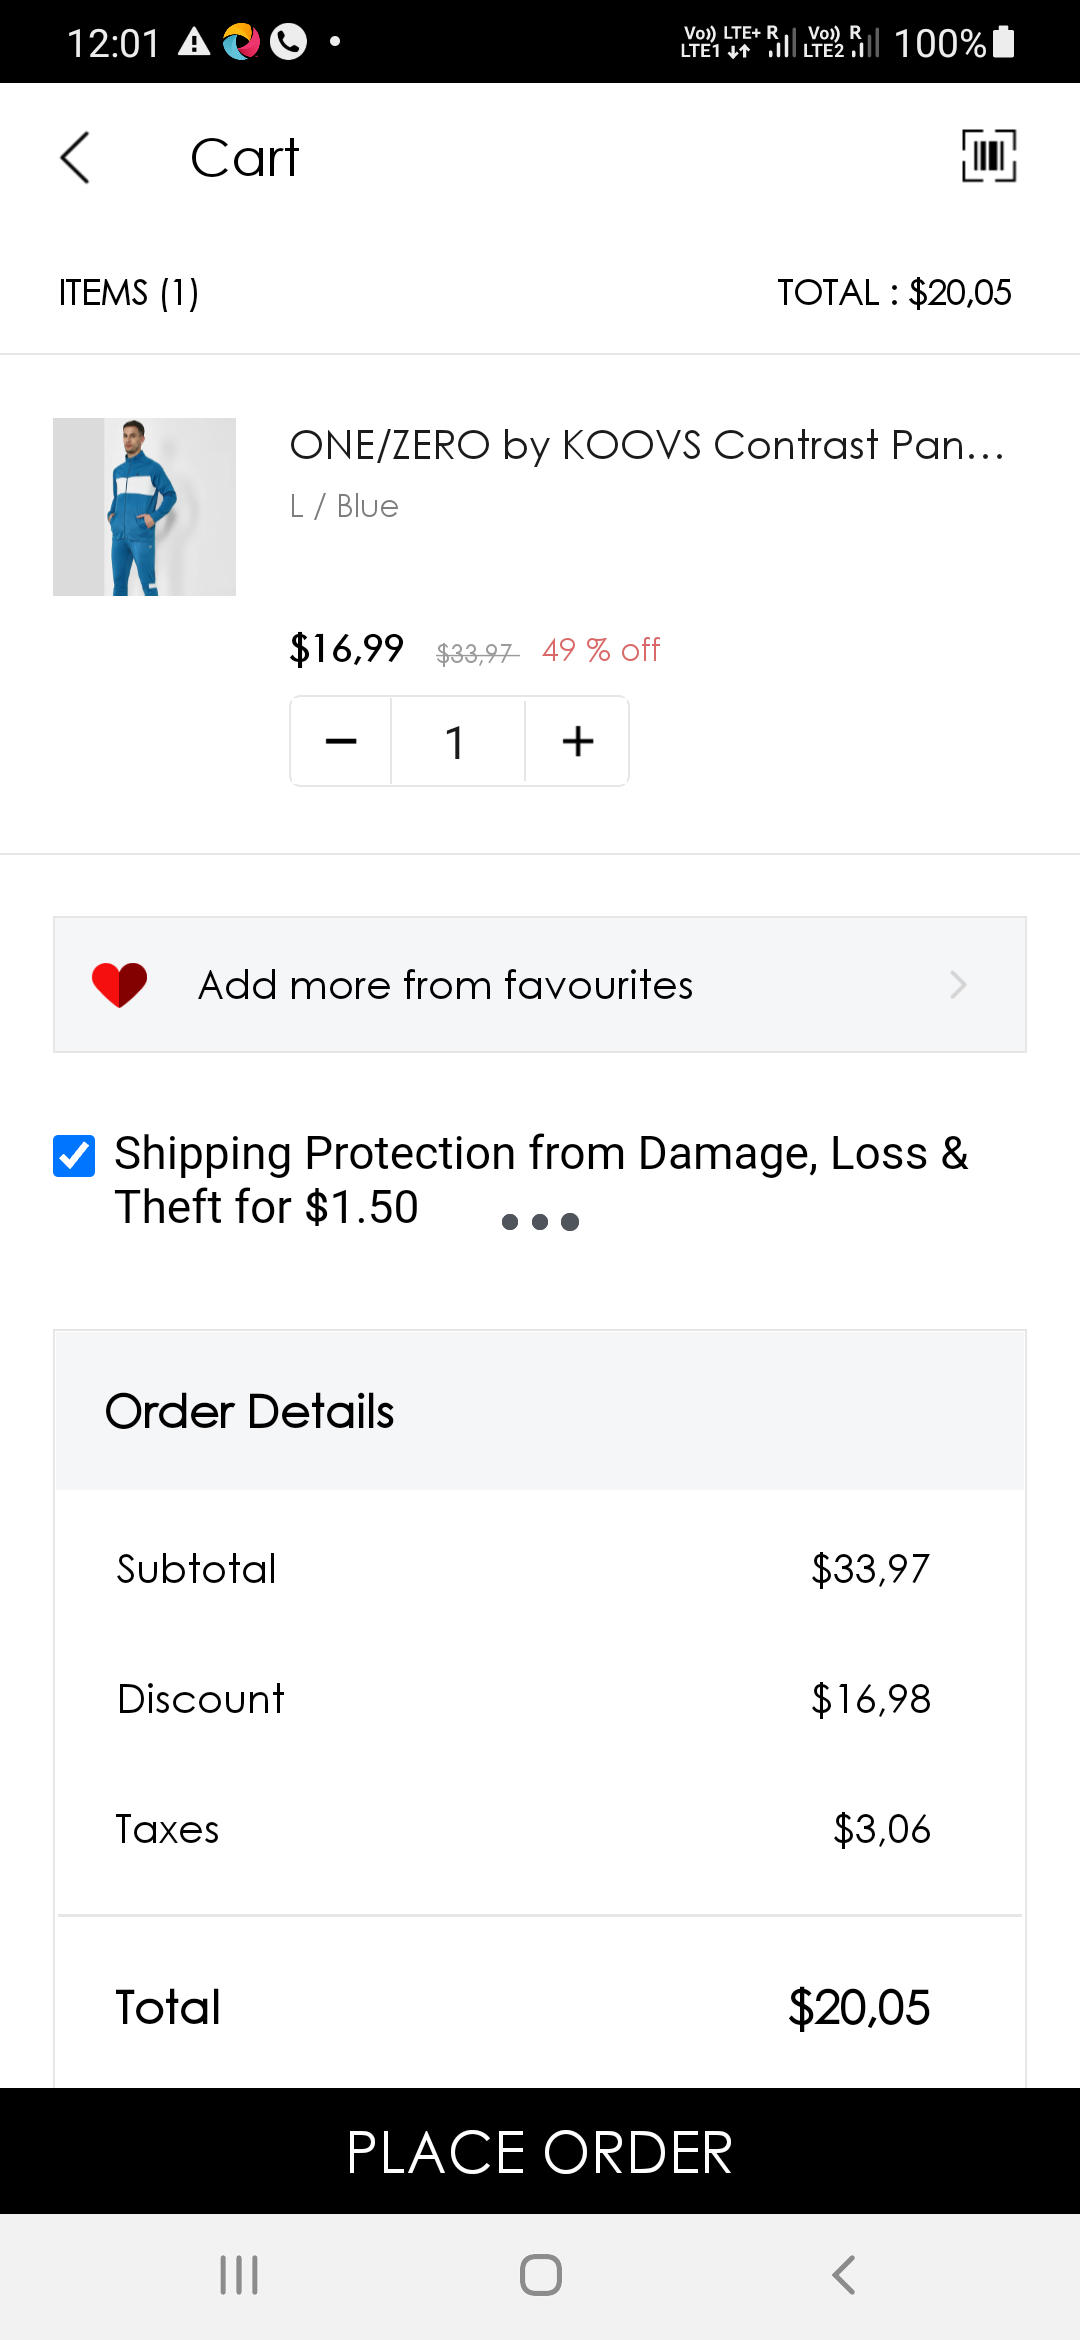 12:01
Vo)) LTE+ R Vo)) R
LTE1 LTE2 100%
Cart
ITEMS (1) TOTAL : $20,05
ONE/ZERO by KOOVS Contrast Pan...
L / Blue
$16,99 $33,97 49 % off
1
Add more from favourites
Shipping Protection from Damage, Loss &
Theft for $1.50
Order Details
Subtotal $33,97
Discount $16,98
Taxes $3,06
Total $20,05
PLACE ORDER